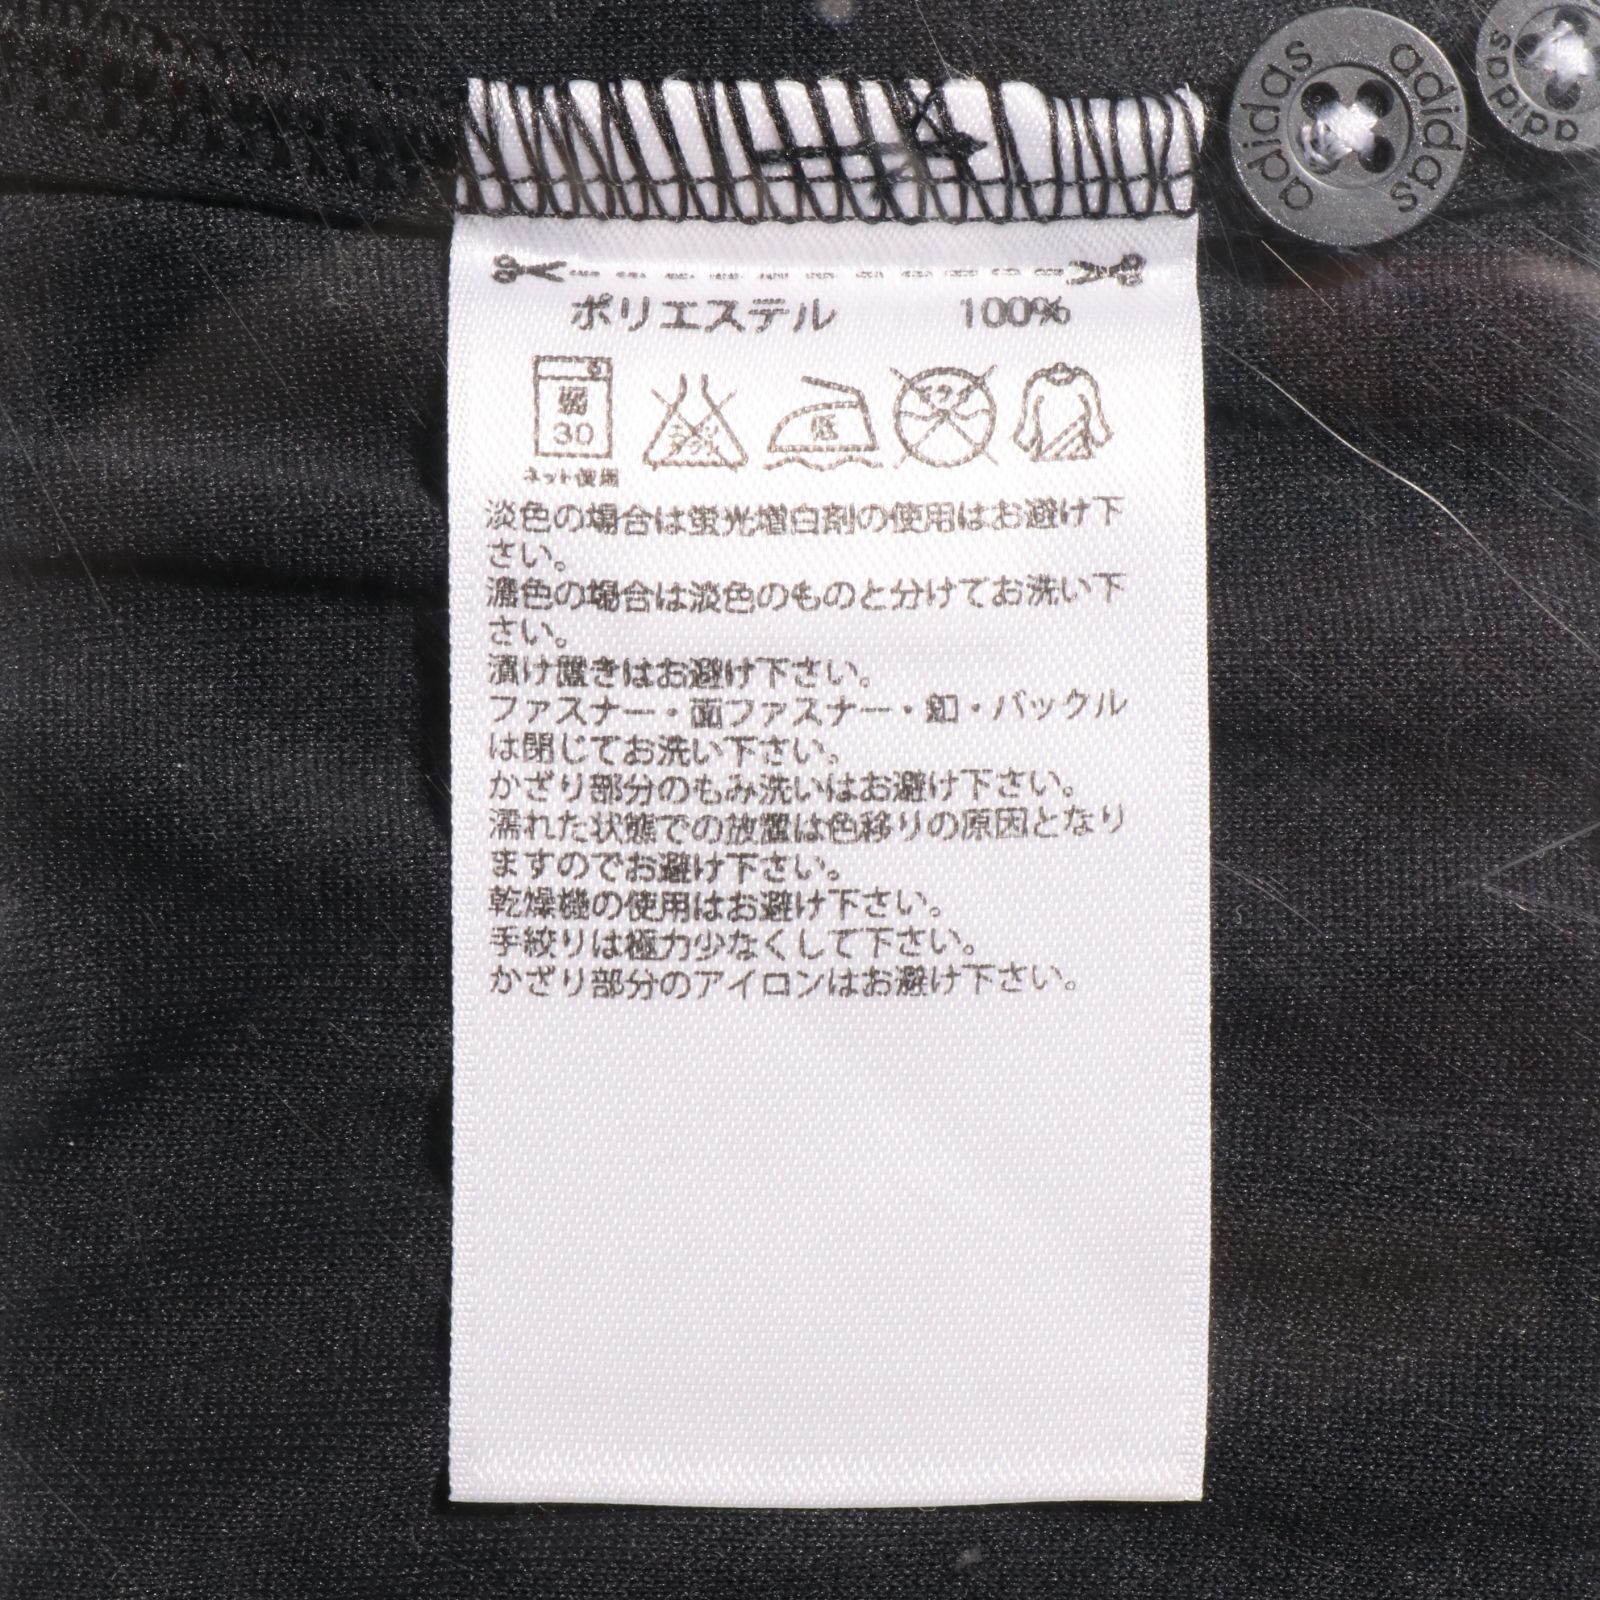 adidas adidas
adidas
adidas
ポリエステル 100%
弱
30
ネット使用
低
ドライ
淡色の場合は蛍光増白剤の使用はお避け下
さい。
濃色の場合は淡色のものと分けてお洗い下
さい。
漬け置きはお避け下さい。
ファスナー・面ファスナー・釦・バックル
は閉じてお洗い下さい。
かざり部分のもみ洗いはお避け下さい。
濡れた状態での放置は色移りの原因となり
ますのでお避け下さい。
乾燥機の使用はお避け下さい。
手絞りは極力少なくして下さい。
かざり部分のアイロンはお避け下さい。